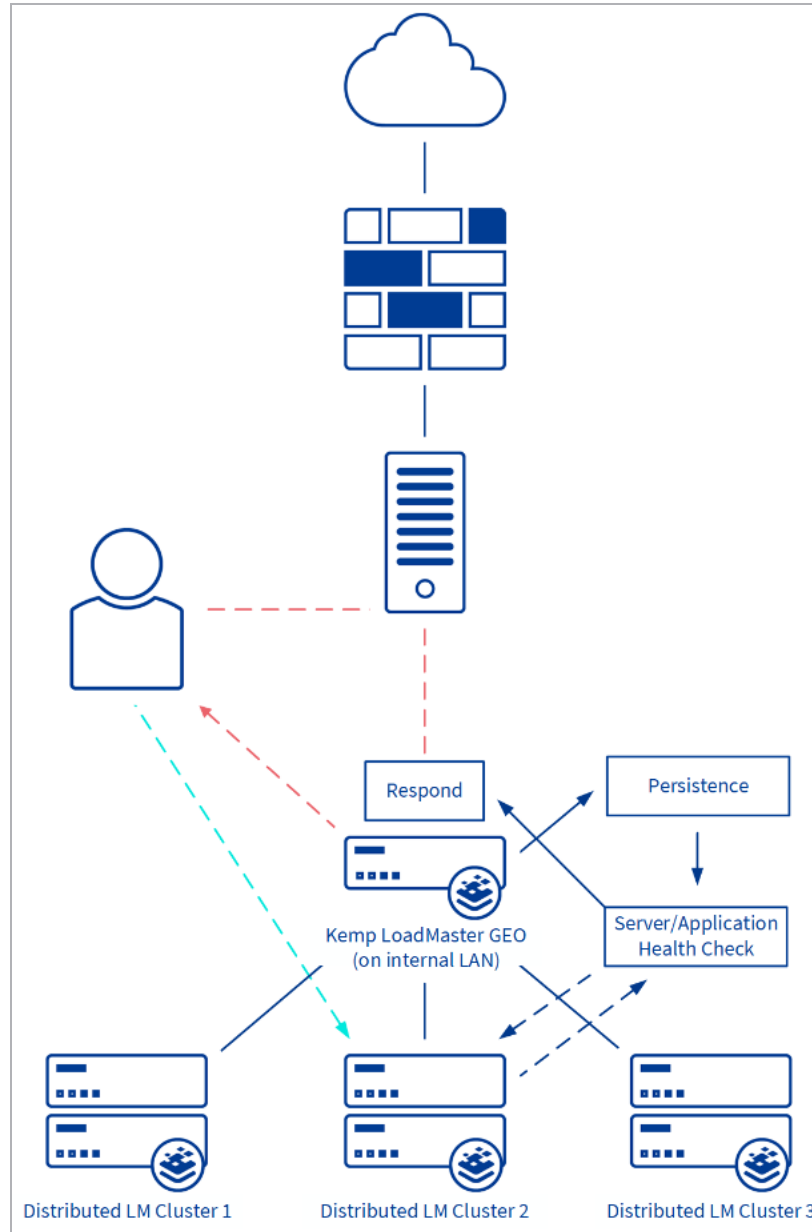 Respond
Persistence
Kemp LoadMaster GEO
(on internal LAN)
Server/Application
Health Check
Distributed LM Cluster 1
Distributed LM Cluster 2
Distributed LM Cluster 3